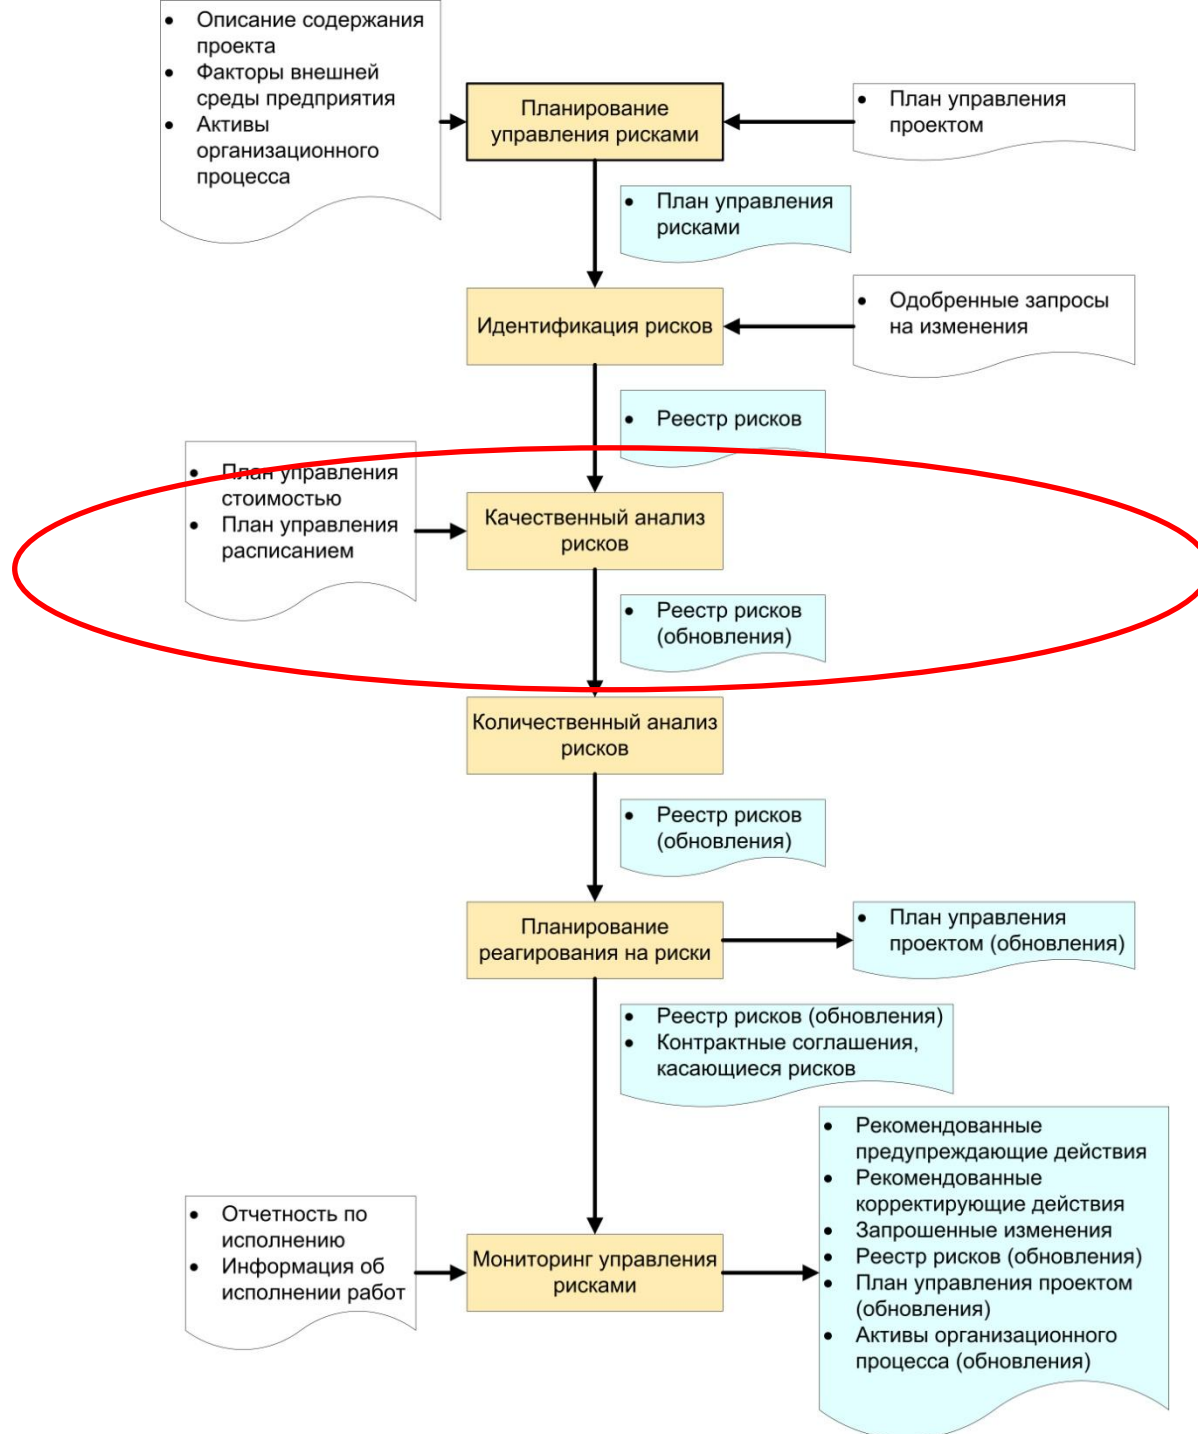 Описание содержания
проекта
Факторы внешней
среды предприятия
Активы
организационного
процесса
Планирование
управления рисками
План управления
проектом
План управления
рисками
Идентификация рисков
Одобренные запросы
на изменения
Реестр рисков
План управления
стоимостью
План управления
расписанием
Качественный анализ
рисков
Реестр рисков
(обновления)
Количественный анализ
рисков
Реестр рисков
(обновления)
Планирование
реагирования на риски
План управления
проектом (обновления)
Реестр рисков (обновления)
Контрактные соглашения,
касающиеся рисков
Отчетность по
исполнению
Информация об
исполнении работ
Мониторинг управления
рисками
Рекомендованные
предупреждающие действия
Рекомендованные
корректирующие действия
Запрошенные изменения
Реестр рисков (обновления)
План управления проектом
(обновления)
Активы организационного
процесса (обновления)